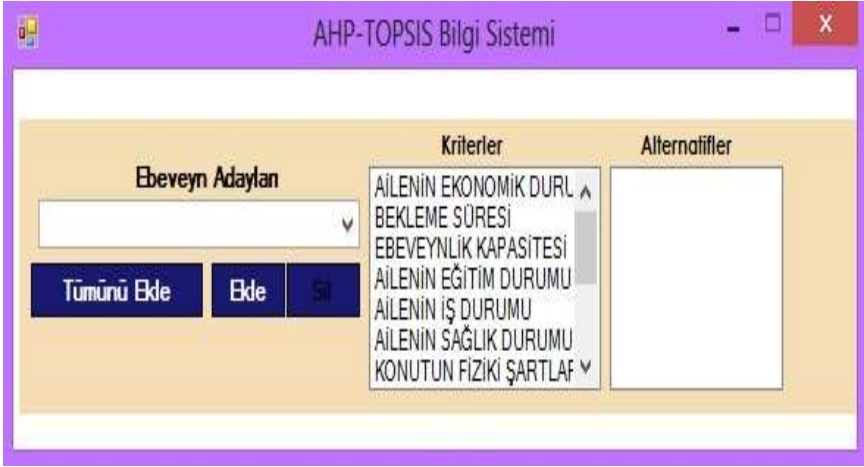 AHP-TOPSIS Bilgi Sistemi
Ebeveyn Adayları
Tümünü Ekle
Ekle
Sil
Kriterler
AİLENİN EKONOMİK DURU
BEKLEME SÜRESİ
EBEVEYNLİK KAPASİTESİ
AİLENİN EĞİTİM DURUMU
AİLENİN İŞ DURUMU
AİLENİN SAĞLIK DURUMU
KONUTUN FİZİKİ ŞARTLAR
Alternatifler